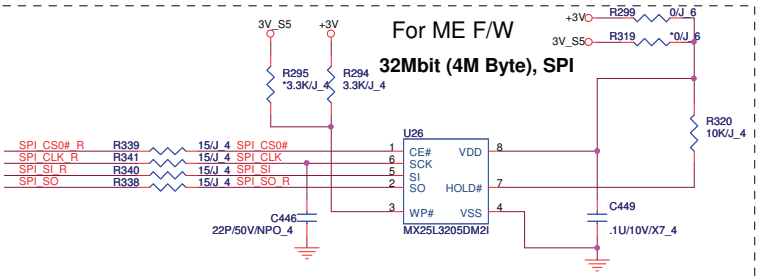 3V_S5 +3V
For ME F/W
+3V R299 0/J_6
3V_S5 R319 *0/J_6
32Mbit (4M Byte), SPI
R295 R294
*3.3K/J_4 3.3K/J_4
R320
10K/J_4
U26
SPI_CS0#_R R339 15/J_4 SPI_CS0# 1 CE# VDD 8
SPI_CLK_R R341 15/J_4 SPI_CLK 6 SCK
SPI_SI_R R340 15/J_4 SPI_SI 5 SI
SPI_SO R338 15/J_4 SPI_SO_R 2 SO HOLD# 7
3 WP# VSS 4
C446
22P/50V/NPO_4
MX25L3205DM2I
C449
.1U/10V/X7_4